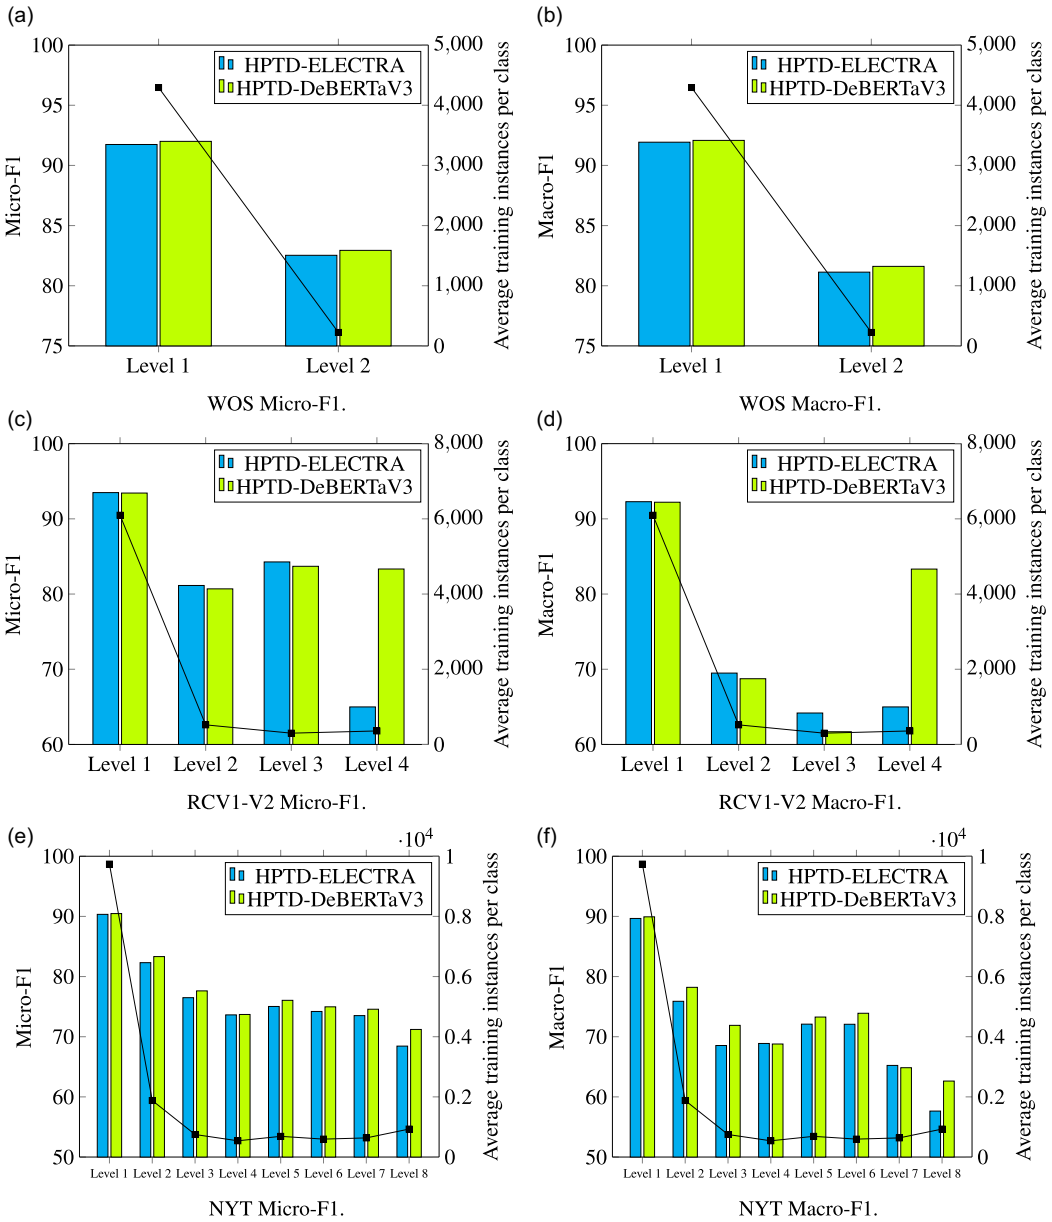 (a)
100
95
90
85
80
75
Micro-F1
HPTD-ELECTRA
HPTD-DeBERTaV3
5,000
4,000
3,000
2,000
1,000
0
Average training instances per class
Level 1 Level 2
WOS Micro-F1.
(b)
100
95
90
85
80
75
Macro-F1
HPTD-ELECTRA
HPTD-DeBERTaV3
5,000
4,000
3,000
2,000
1,000
0
Average training instances per class
Level 1 Level 2
WOS Macro-F1.
(c)
100
90
80
70
60
Micro-F1
HPTD-ELECTRA
HPTD-DeBERTaV3
8,000
6,000
4,000
2,000
0
Average training instances per class
Level 1 Level 2 Level 3 Level 4
RCV1-V2 Micro-F1.
(d)
100
90
80
70
60
Macro-F1
HPTD-ELECTRA
HPTD-DeBERTaV3
8,000
6,000
4,000
2,000
0
Average training instances per class
Level 1 Level 2 Level 3 Level 4
RCV1-V2 Macro-F1.
(e)
100
90
80
70
60
50
Micro-F1
HPTD-ELECTRA
HPTD-DeBERTaV3
·10⁴
1
0.8
0.6
0.4
0.2
0
Average training instances per class
Level 1 Level 2 Level 3 Level 4 Level 5 Level 6 Level 7 Level 8
NYT Micro-F1.
(f)
100
90
80
70
60
50
Macro-F1
HPTD-ELECTRA
HPTD-DeBERTaV3
·10⁴
1
0.8
0.6
0.4
0.2
0
Average training instances per class
Level 1 Level 2 Level 3 Level 4 Level 5 Level 6 Level 7 Level 8
NYT Macro-F1.